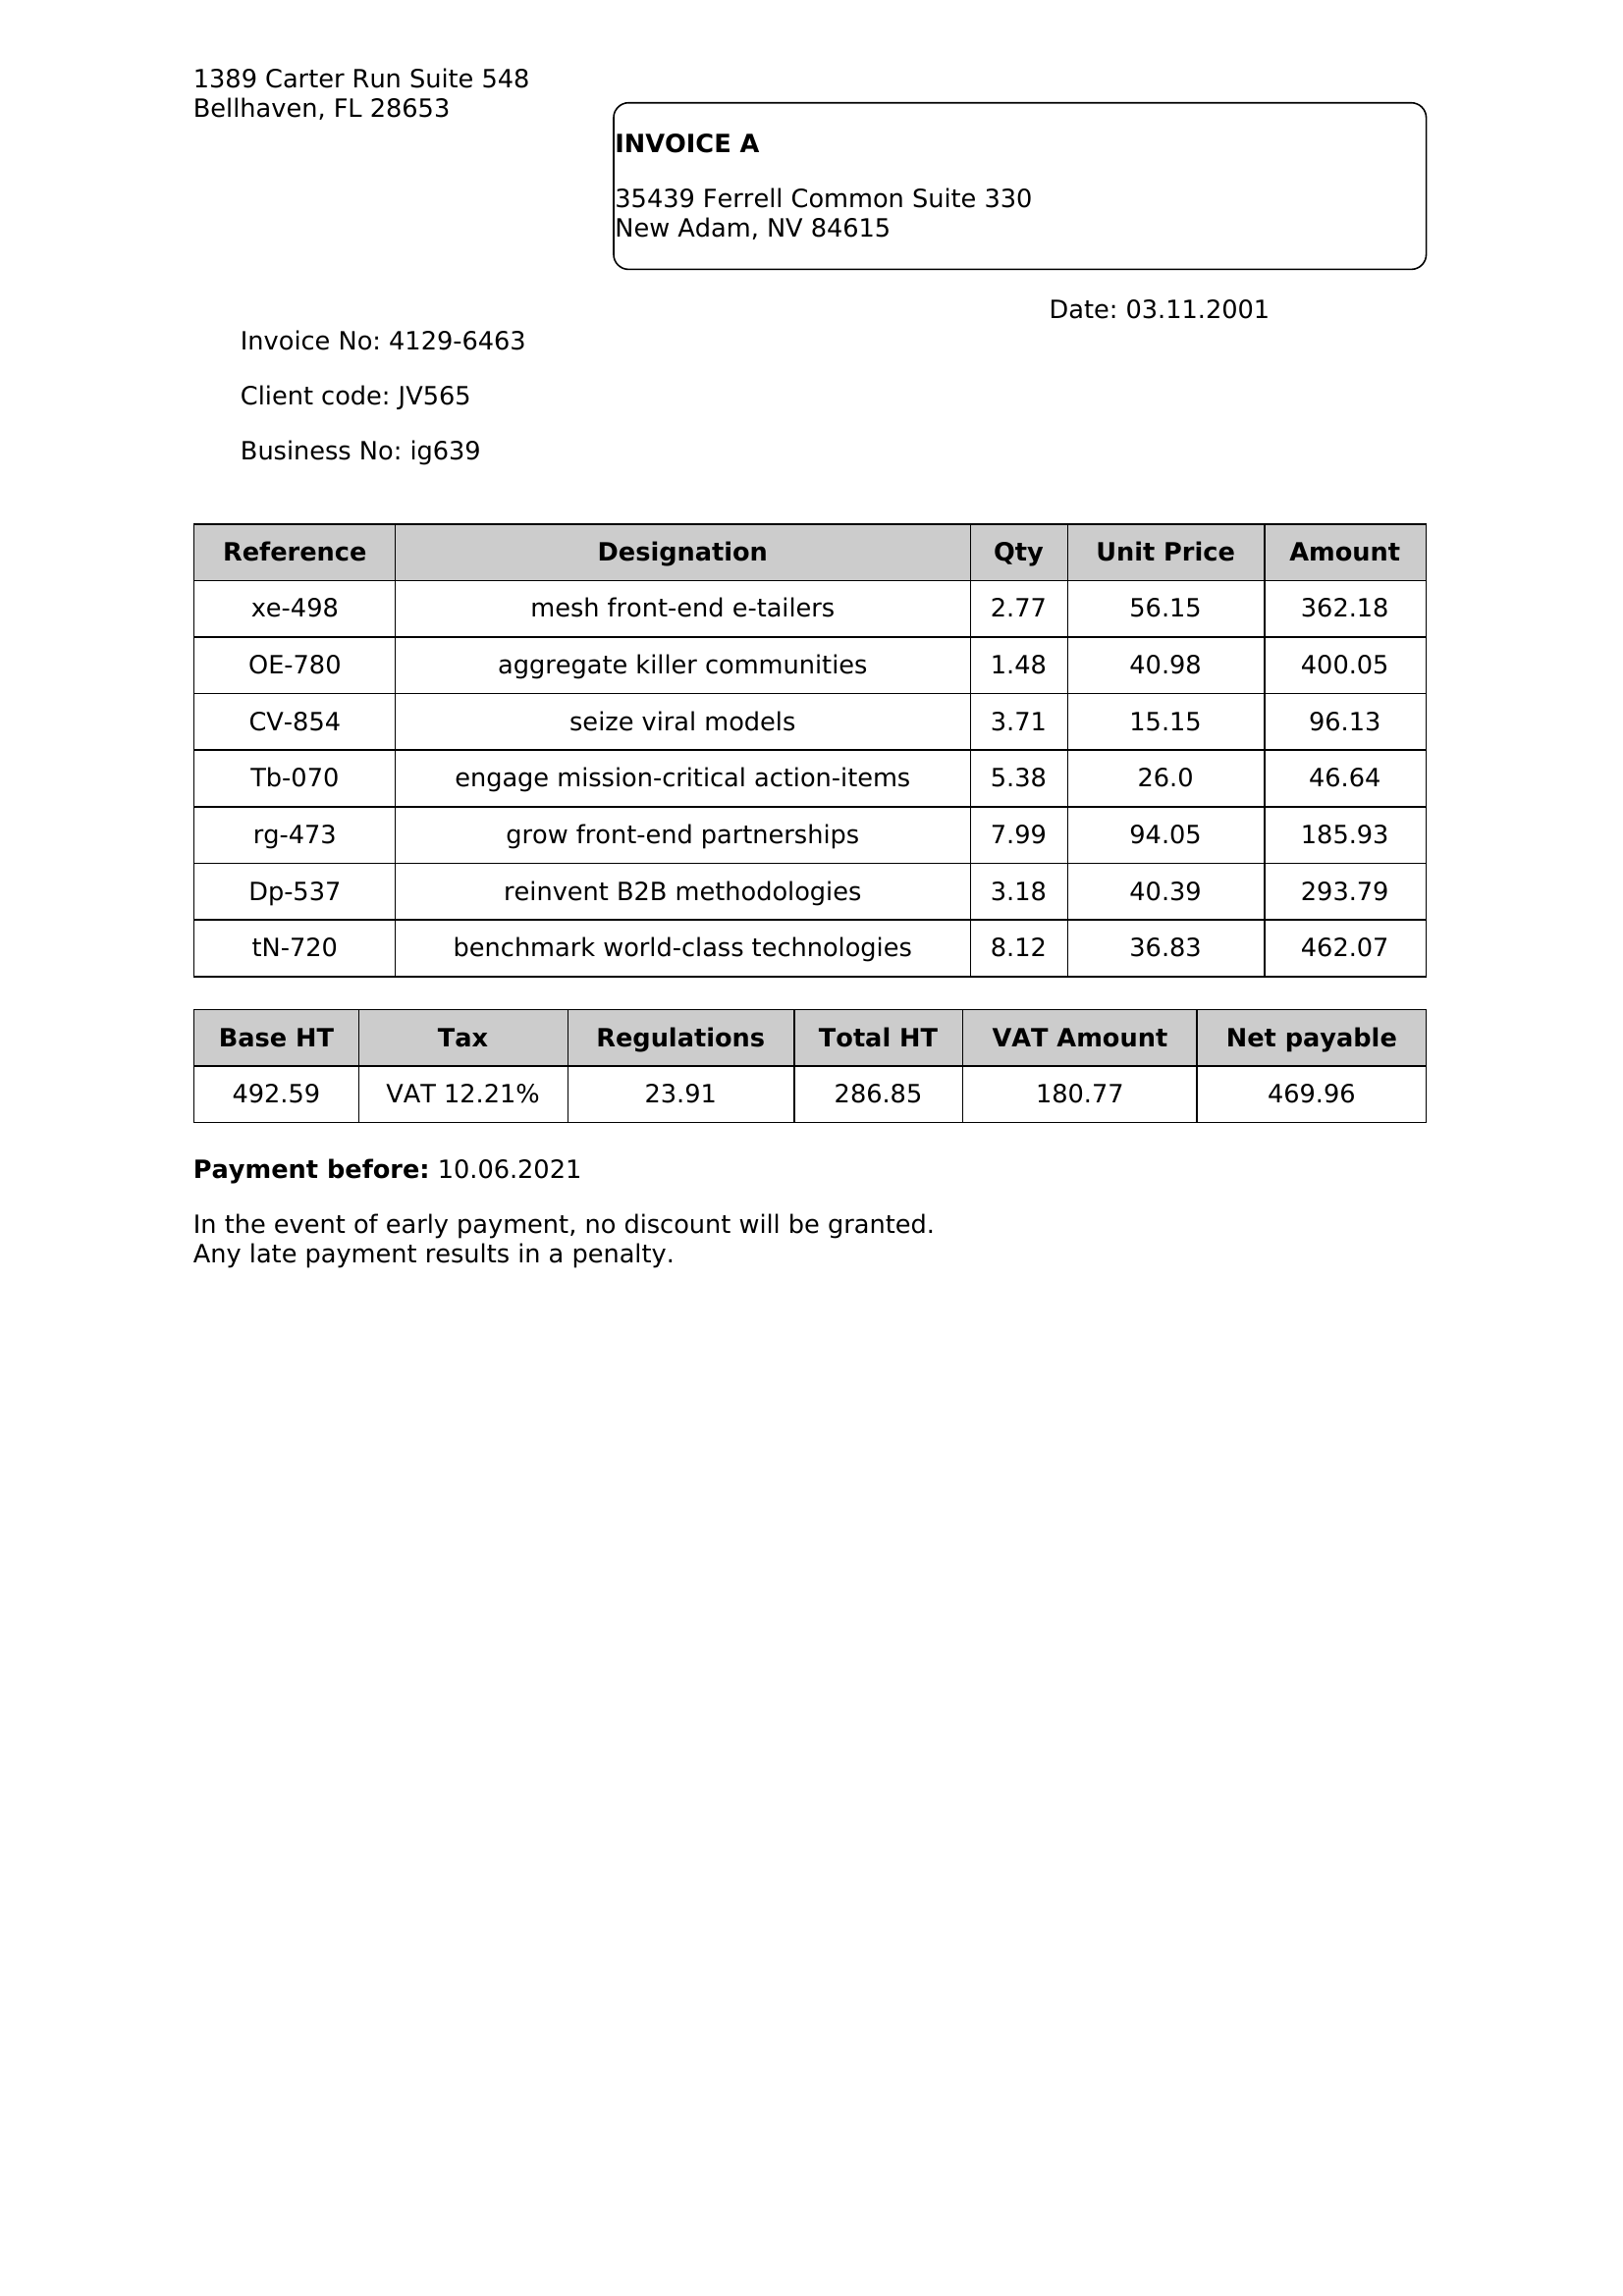 1389 Carter Run Suite 548
Bellhaven, FL 28653
INVOICE A
35439 Ferrell Common Suite 330
New Adam, NV 84615
Date: 03.11.2001
Invoice No: 4129-6463
Client code: JV565
Business No: ig639
Reference Designation Qty Unit Price Amount
xe-498 mesh front-end e-tailers 2.77 56.15 362.18
OE-780 aggregate killer communities 1.48 40.98 400.05
CV-854 seize viral models 3.71 15.15 96.13
Tb-070 engage mission-critical action-items 5.38 26.0 46.64
rg-473 grow front-end partnerships 7.99 94.05 185.93
Dp-537 reinvent B2B methodologies 3.18 40.39 293.79
tN-720 benchmark world-class technologies 8.12 36.83 462.07
Base HT Tax Regulations Total HT VAT Amount Net payable
492.59 VAT 12.21% 23.91 286.85 180.77 469.96
Payment before: 10.06.2021
In the event of early payment, no discount will be granted.
Any late payment results in a penalty.